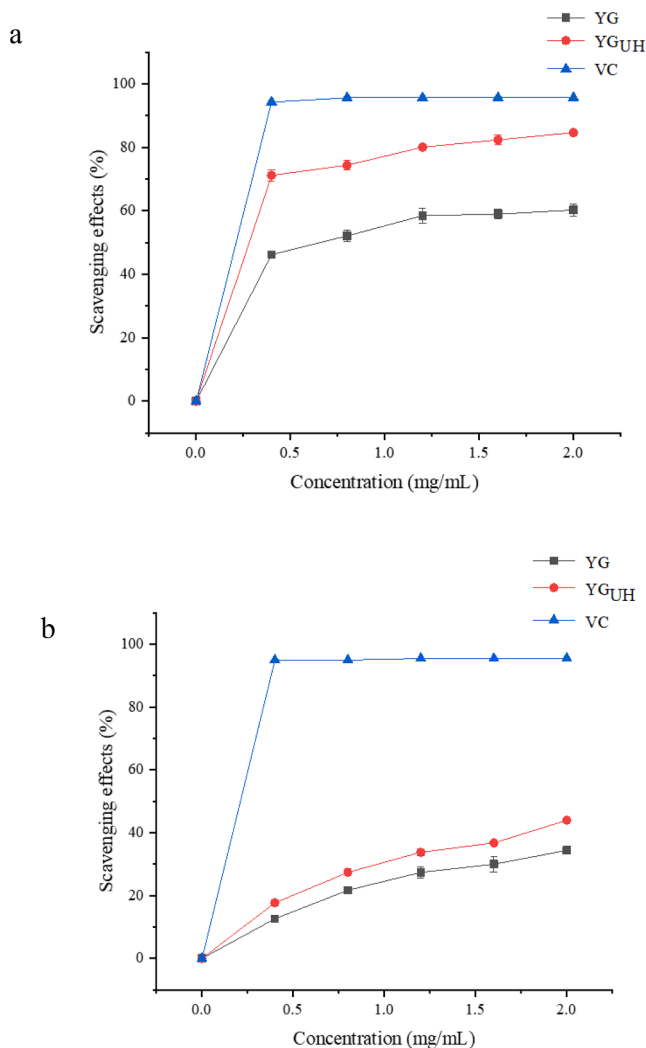 a
YG
YGUH
VC
100
80
60
40
20
0
Scavenging effects (%)
0.0 0.5 1.0 1.5 2.0
Concentration (mg/mL)
b
YG
YGUH
VC
100
80
60
40
20
0
Scavenging effects (%)
0.0 0.5 1.0 1.5 2.0
Concentration (mg/mL)